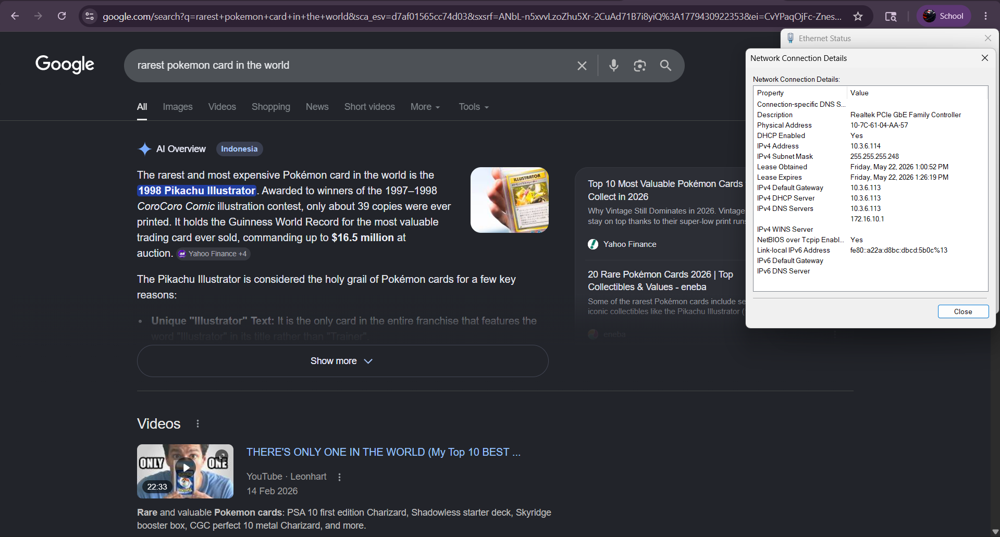 google.com/search?q=rarest+pokemon+card+in+the+world&sca_esv=d7af01565cc74d03&sxsrf=ANbL-n5xvvLzoZhu5Xr-2CuAd71B7i8yiQ%3A1779430922353&ei=CvYPaqOjFc-Znes...
School
Google
rarest pokemon card in the world
All Images Videos Shopping News Short videos More Tools
AI Overview Indonesia
The rarest and most expensive Pokémon card in the world is the
1998 Pikachu Illustrator. Awarded to winners of the 1997–1998
CoroCoro Comic illustration contest, only about 39 copies were ever
printed. It holds the Guinness World Record for the most valuable
trading card ever sold, commanding up to $16.5 million at
auction. Yahoo Finance +4
The Pikachu Illustrator is considered the holy grail of Pokémon cards for a few key
reasons:
• Unique "Illustrator" Text: It is the only card in the entire franchise that features the
word "Illustrator" in its title rather than "Trainer".
Show more
ILLUSTRATOR
Top 10 Most Valuable Pokémon Cards
Collect in 2026
Why Vintage Still Dominates in 2026. Vintage
stay on top thanks to their super-low print runs
Yahoo Finance
20 Rare Pokémon Cards 2026 | Top
Collectibles & Values - eneba
Some of the rarest Pokémon cards include se
iconic collectibles like the Pikachu Illustrator (
eneba
Videos
ONLY ONE
22:33
THERE'S ONLY ONE IN THE WORLD (My Top 10 BEST ...
YouTube · Leonhart
14 Feb 2026
Rare and valuable Pokemon cards: PSA 10 first edition Charizard, Shadowless starter deck, Skyridge
booster box, CGC perfect 10 metal Charizard, and more.
Ethernet Status
Network Connection Details
Network Connection Details:
Property Value
Connection-specific DNS S...
Description Realtek PCIe GbE Family Controller
Physical Address 10-7C-61-04-AA-57
DHCP Enabled Yes
IPv4 Address 10.3.6.114
IPv4 Subnet Mask 255.255.255.248
Lease Obtained Friday, May 22, 2026 1:00:52 PM
Lease Expires Friday, May 22, 2026 1:26:19 PM
IPv4 Default Gateway 10.3.6.113
IPv4 DHCP Server 10.3.6.113
IPv4 DNS Servers 10.3.6.113
172.16.10.1
IPv4 WINS Server
NetBIOS over Tcpip Enabl... Yes
Link-local IPv6 Address fe80::a22a:d8bc:dbcd:5b0c%13
IPv6 Default Gateway
IPv6 DNS Server
Close